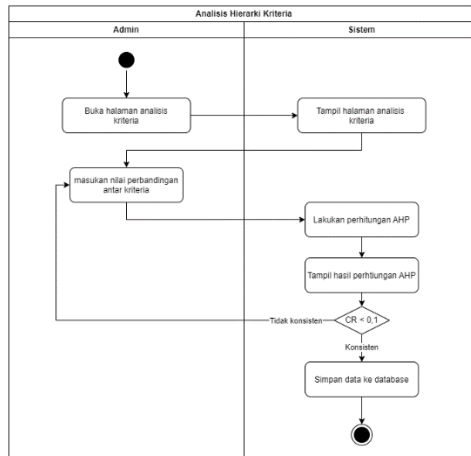 Analisis Hierarki Kriteria
Admin
Sistem
Buka halaman analisis
kriteria
Tampil halaman analisis
kriteria
masukan nilai perbandingan
antar kriteria
Lakukan perhitungan AHP
Tampil hasil perhtiungan AHP
CR < 0,1
Tidak konsisten
Konsisten
Simpan data ke database